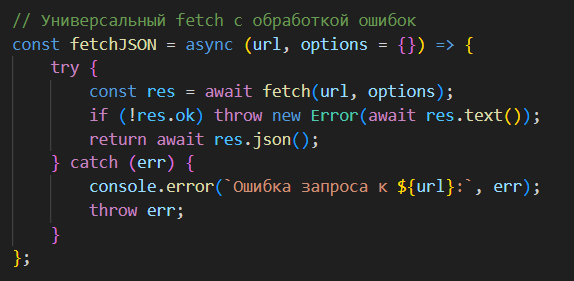 // Универсальный fetch с обработкой ошибок
const fetchJSON = async (url, options = {}) => {
    try {
        const res = await fetch(url, options);
        if (!res.ok) throw new Error(await res.text());
        return await res.json();
    } catch (err) {
        console.error(`Ошибка запроса к ${url}:`, err);
        throw err;
    }
};